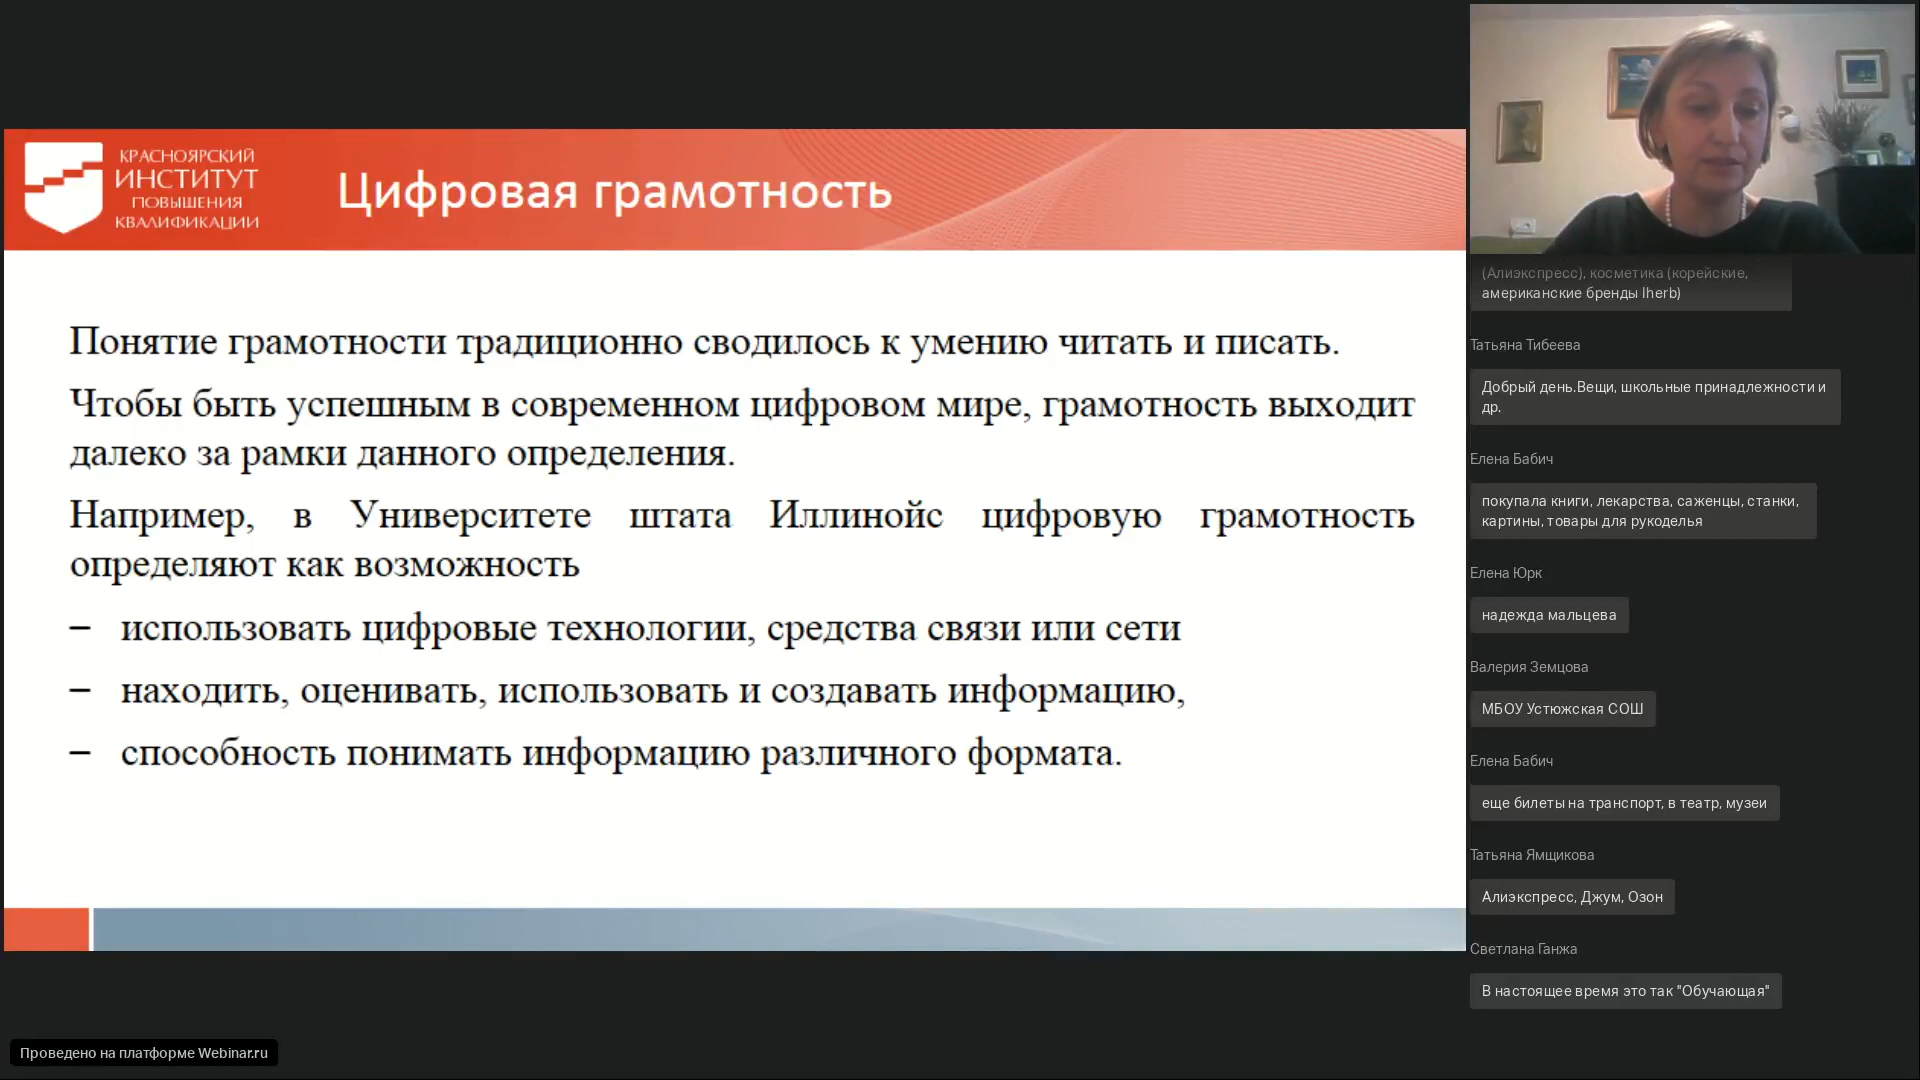 КРАСНОЯРСКИЙ
ИНСТИТУТ
ПОВЫШЕНИЯ
КВАЛИФИКАЦИИ
Цифровая грамотность
Понятие грамотности традиционно сводилось к умению читать и писать.
Чтобы быть успешным в современном цифровом мире, грамотность выходит
далеко за рамки данного определения.
Например, в Университете штата Иллинойс цифровую грамотность
определяют как возможность
– использовать цифровые технологии, средства связи или сети
– находить, оценивать, использовать и создавать информацию,
– способность понимать информацию различного формата.
(Алиэкспресс), косметика (корейские,
американские бренды Iherb)
Татьяна Тибеева
Добрый день.Вещи, школьные принадлежности и
др.
Елена Бабич
покупала книги, лекарства, саженцы, станки,
картины, товары для рукоделья
Елена Юрк
надежда мальцева
Валерия Земцова
МБОУ Устюжская СОШ
Елена Бабич
еще билеты на транспорт, в театр, музеи
Татьяна Ямщикова
Алиэкспресс, Джум, Озон
Светлана Ганжа
В настоящее время это так "Обучающая"
Проведено на платформе Webinar.ru